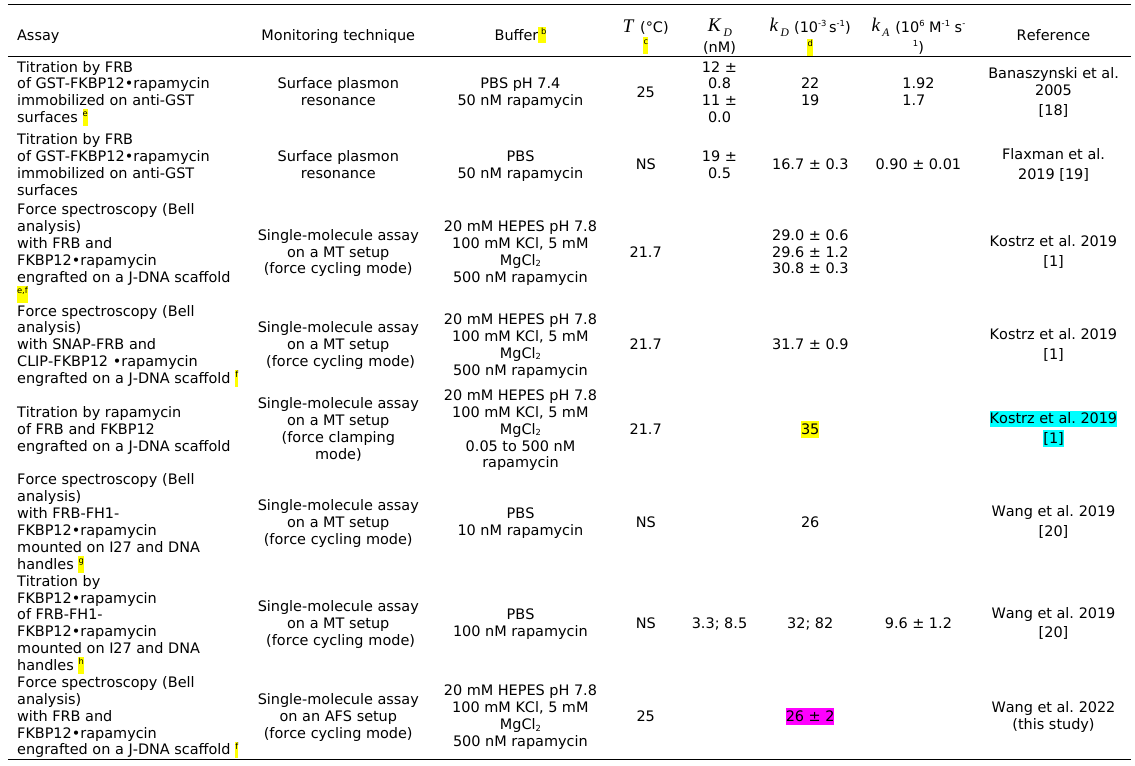 Assay Monitoring technique Buffer b T (°C) c K D (nM) k D (10-3 s-1) d k A (106 M-1 s-1) Reference
Titration by FRB
of GST-FKBP12•rapamycin
immobilized on anti-GST
surfaces e
Surface plasmon
resonance
PBS pH 7.4
50 nM rapamycin
25
12 ±
0.8
11 ±
0.0
22
19
1.92
1.7
Banaszynski et al.
2005
[18]
Titration by FRB
of GST-FKBP12•rapamycin
immobilized on anti-GST
surfaces
Surface plasmon
resonance
PBS
50 nM rapamycin
NS
19 ±
0.5
16.7 ± 0.3
0.90 ± 0.01
Flaxman et al.
2019 [19]
Force spectroscopy (Bell
analysis)
with FRB and
FKBP12•rapamycin
engrafted on a J-DNA scaffold
e,f
Single-molecule assay
on a MT setup
(force cycling mode)
20 mM HEPES pH 7.8
100 mM KCl, 5 mM
MgCl2
500 nM rapamycin
21.7
29.0 ± 0.6
29.6 ± 1.2
30.8 ± 0.3
Kostrz et al. 2019
[1]
Force spectroscopy (Bell
analysis)
with SNAP-FRB and
CLIP-FKBP12 •rapamycin
engrafted on a J-DNA scaffold f
Single-molecule assay
on a MT setup
(force cycling mode)
20 mM HEPES pH 7.8
100 mM KCl, 5 mM
MgCl2
500 nM rapamycin
21.7
31.7 ± 0.9
Kostrz et al. 2019
[1]
Titration by rapamycin
of FRB and FKBP12
engrafted on a J-DNA scaffold
Single-molecule assay
on a MT setup
(force clamping
mode)
20 mM HEPES pH 7.8
100 mM KCl, 5 mM
MgCl2
0.05 to 500 nM
rapamycin
21.7
35
Kostrz et al. 2019
[1]
Force spectroscopy (Bell
analysis)
with FRB-FH1-
FKBP12•rapamycin
mounted on I27 and DNA
handles g
Single-molecule assay
on a MT setup
(force cycling mode)
PBS
10 nM rapamycin
NS
26
Wang et al. 2019
[20]
Titration by
FKBP12•rapamycin
of FRB-FH1-
FKBP12•rapamycin
mounted on I27 and DNA
handles h
Single-molecule assay
on a MT setup
(force cycling mode)
PBS
100 nM rapamycin
NS
3.3; 8.5
32; 82
9.6 ± 1.2
Wang et al. 2019
[20]
Force spectroscopy (Bell
analysis)
with FRB and
FKBP12•rapamycin
engrafted on a J-DNA scaffold f
Single-molecule assay
on an AFS setup
(force cycling mode)
20 mM HEPES pH 7.8
100 mM KCl, 5 mM
MgCl2
500 nM rapamycin
25
26 ± 2
Wang et al. 2022
(this study)